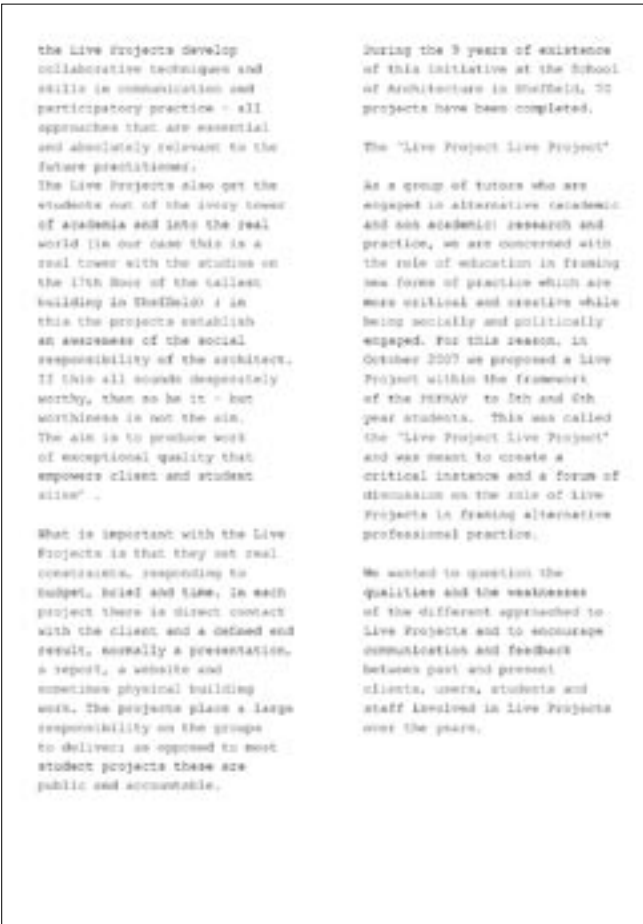 the Live Projects develop
collaborative techniques and
skills in communication and
participatory practice - all
approaches that are essential
and absolutely relevant to the
future practitioner.
The Live Projects also get the
students out of the ivory tower
of academia and into the real
world (in our case this is a
real tower with the studios on
the 17th floor of the tallest
building in Sheffield) ; in
this the projects establish
an awareness of the social
responsibility of the architect.
If this all sounds desperately
worthy, then so be it - but
worthiness is not the aim.
The aim is to produce work
of exceptional quality that
empowers client and student
alike" .
What is important with the Live
Projects is that they set real
constraints, responding to
budget, brief and time. In each
project there is direct contact
with the client and a defined end
result, normally a presentation,
a report, a website and
sometimes physical building
work. The projects place a large
responsibility on the groups
to deliver; as opposed to most
student projects these are
public and accountable.
During the 9 years of existence
of this initiative at the School
of Architecture in Sheffield, 70
projects have been completed.
The "Live Project Live Project"
As a group of tutors who are
engaged in alternative (academic
and non academic) research and
practice, we are concerned with
the role of education in framing
new forms of practice which are
more critical and creative while
being socially and politically
engaged. For this reason, in
October 2007 we proposed a Live
Project within the framework
of the to 5th and 6th
year students. This was called
the "Live Project Live Project"
and was meant to create a
critical instance and a forum of
discussion on the role of Live
Projects in framing alternative
professional practice.
We wanted to question the
qualities and the weaknesses
of the different approached to
Live Projects and to encourage
communication and feedback
between past and present
clients, users, students and
staff involved in Live Projects
over the years.